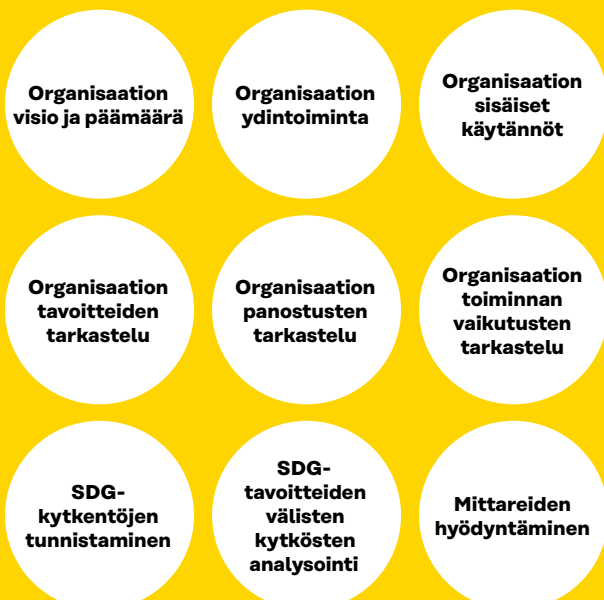 Organisaation
visio ja päämäärä
Organisaation
ydintoiminta
Organisaation
sisäiset
käytännöt
Organisaation
tavoitteiden
tarkastelu
Organisaation
panostusten
tarkastelu
Organisaation
toiminnan
vaikutusten
tarkastelu
SDG-
kytkentöjen
tunnistaminen
SDG-
tavoitteiden
välisten
kytkösten
analysointi
Mittareiden
hyödyntäminen